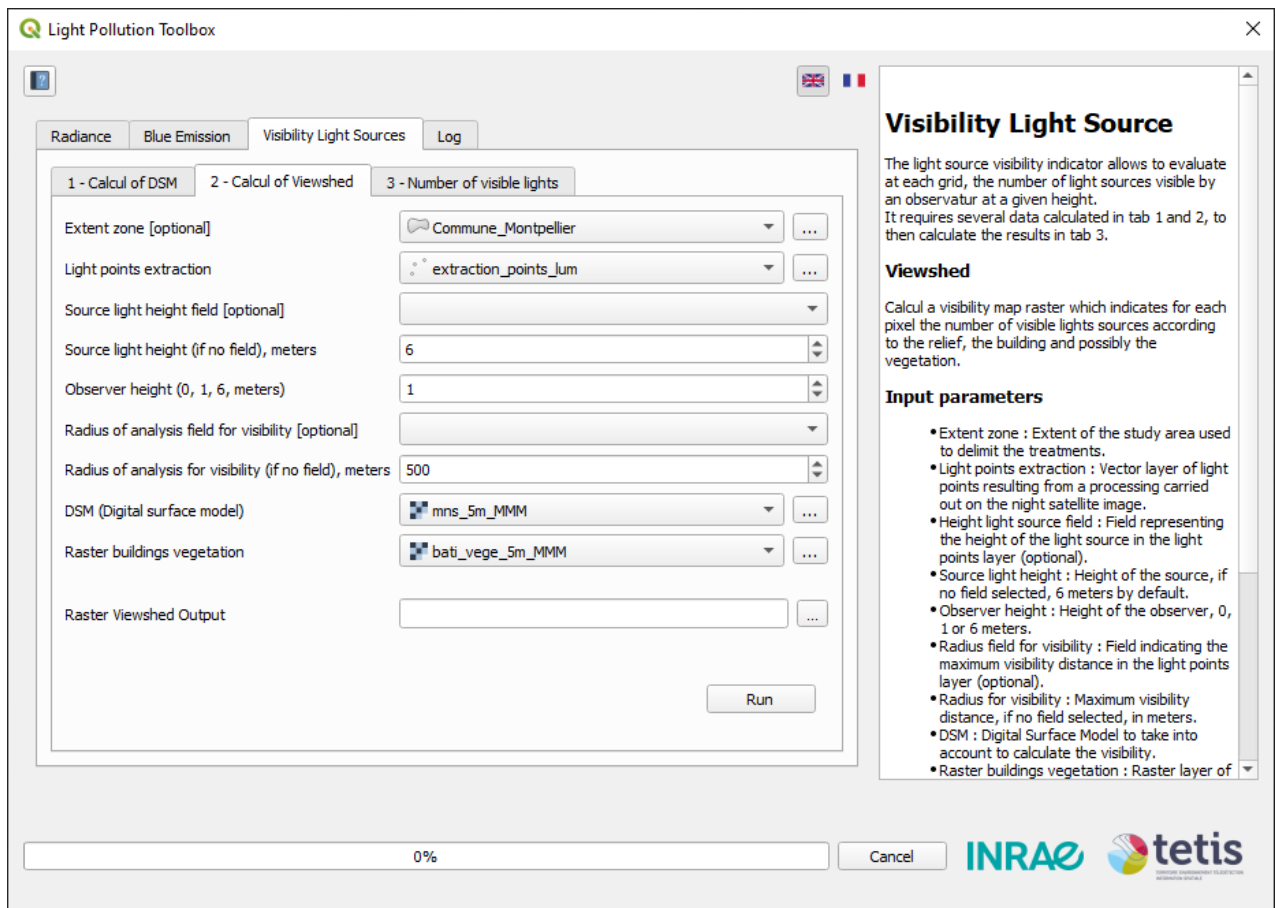 Light Pollution Toolbox
Radiance
Blue Emission
Visibility Light Sources
Log
1 - Calcul of DSM
2 - Calcul of Viewshed
3 - Number of visible lights
Extent zone [optional]
Commune_Montpellier
...
Light points extraction
extraction_points_lum
...
Source light height field [optional]
Source light height (if no field), meters
6
Observer height (0, 1, 6, meters)
1
Radius of analysis field for visibility [optional]
Radius of analysis for visibility (if no field), meters
500
DSM (Digital surface model)
mns_5m_MMM
...
Raster buildings vegetation
bati_vege_5m_MMM
...
Raster Viewshed Output
...
Run
Visibility Light Source
The light source visibility indicator allows to evaluate
at each grid, the number of light sources visible by
an observatur at a given height.
It requires several data calculated in tab 1 and 2, to
then calculate the results in tab 3.
Viewshed
Calcul a visibility map raster which indicates for each
pixel the number of visible lights sources according
to the relief, the building and possibly the
vegetation.
Input parameters
•Extent zone : Extent of the study area used
to delimit the treatments.
•Light points extraction : Vector layer of light
points resulting from a processing carried
out on the night satellite image.
•Height light source field : Field representing
the height of the light source in the light
points layer (optional).
•Source light height : Height of the source, if
no field selected, 6 meters by default.
•Observer height : Height of the observer, 0,
1 or 6 meters.
•Radius field for visibility : Field indicating the
maximum visibility distance in the light points
layer (optional).
•Radius for visibility : Maximum visibility
distance, if no field selected, in meters.
•DSM : Digital Surface Model to take into
account to calculate the visibility.
•Raster buildings vegetation : Raster layer of
0%
Cancel
INRAE
tetis